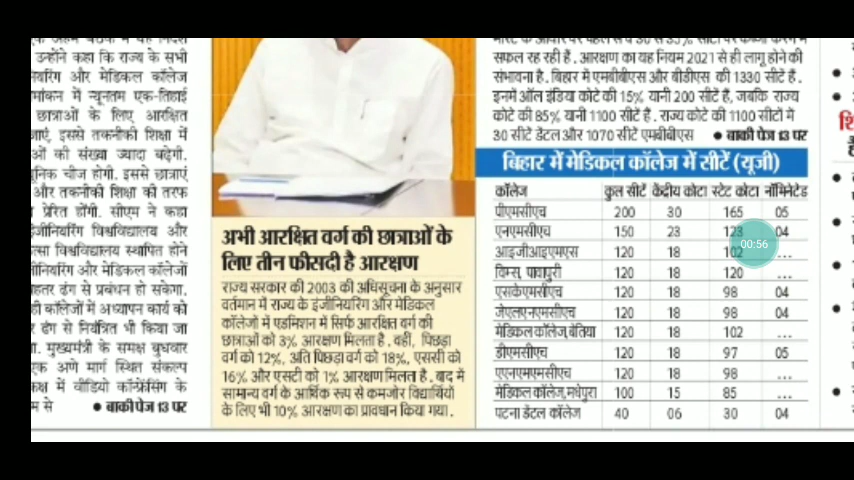 उन्होंने कहा कि राज्य के सभी
और मेडिकल कॉलेज
में न्यूनतम एक-तिहाई
छात्राओं के लिए आरक्षित
इससे तकनीकी शिक्षा में
ओं की संख्या ज्यादा बढ़ेगी.
चीज होगी. इससे छात्राएं
और तकनीकी शिक्षा की तरफ
प्रेरित होंगी. सीएम ने कहा
इंजीनियरिंग विश्वविद्यालय और
विश्वविद्यालय स्थापित होने
और मेडिकल कॉलेजों
ढंग से प्रबंधन हो सकेगा.
ही कॉलेजों में अध्यापन कार्य को
ढंग से नियंत्रित भी किया जा
मुख्यमंत्री के समक्ष बुधवार
एक अणे मार्ग स्थित संकल्प
में वीडियो कॉन्फ्रेंसिंग के
म से ● बाकी पेज 13 पर
अभी आरक्षित वर्ग की छात्राओं के
लिए तीन फीसदी है आरक्षण
राज्य सरकार की 2003 की अधिसूचना के अनुसार
वर्तमान में राज्य के इंजीनियरिंग और मेडिकल
कॉलेजों में एडमिशन में सिर्फ आरक्षित वर्ग की
छात्राओं को 3% आरक्षण मिलता है. वहीं, पिछड़ा
वर्ग को 12%, अति पिछड़ा वर्ग को 18%, एससी को
16% और एसटी को 1% आरक्षण मिलत है. बाद में
सामान्य वर्ग के आर्थिक रूप से कमजोर विद्यार्थियों
के लिए भी 10% आरक्षण का प्रावधान किया गया.
सफल रह रही हैं. आरक्षण का यह नियम 2021 से ही लागू होने की
संभावना है. बिहार में एमबीबीएस और बीडीएस की 1330 सीटें हैं.
इनमें ऑल इंडिया कोटे की 15% यानी 200 सीटें हैं, जबकि राज्य
कोटे की 85% यानी 1100 सीटें हैं. राज्य कोटे की 1100 सीटों में
30 सीटें डेंटल और 1070 सीटें एमबीबीएस ● बाकी पेज 13 पर
बिहार में मेडिकल कॉलेज में सीटें (यूजी)
कॉलेज कुल सीटें केंद्रीय कोटा स्टेट कोटा नॉमिनेटेड
पीएमसीएच 200 30 165 05
एनएमसीएच 150 23 123 04
आइजीआइएमएस 120 18 102 ...
विम्स, पावापुरी 120 18 120 ...
एसकेएमसीएच 120 18 98 04
जेएलएनएमसीएच 120 18 98 04
मेडिकल कॉलेज, बेतिया 120 18 102 ...
डीएमसीएच 120 18 97 05
एएनएमएमसीएच 120 18 98 ...
मेडिकल कॉलेज, मधेपुरा 100 15 85 ...
पटना डेंटल कॉलेज 40 06 30 04
00:56